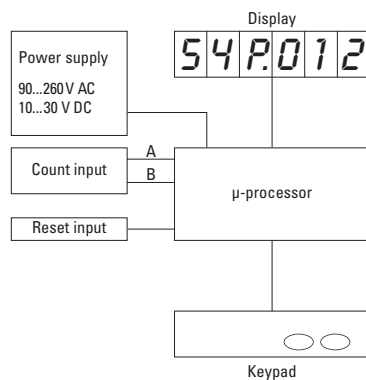 Display
54P.012
Power supply
90...260 V AC
10...30 V DC
A
Count input
B
µ-processor
Reset input
Keypad